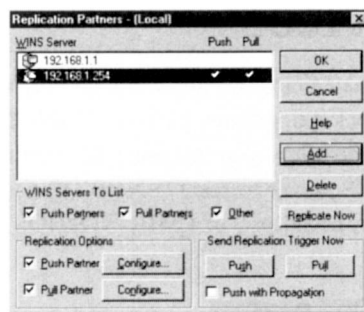 Replication Partners - (Local)
WINS Server Push Pull
192.168.1.1
192.168.1.254
OK
Cancel
Help
Add...
Delete
Replicate Now
WINS Servers To List
Push Partners Pull Partners Other
Replication Options
Push Partner Configure...
Pull Partner Configure...
Send Replication Trigger Now
Push Pull
Push with Propagation